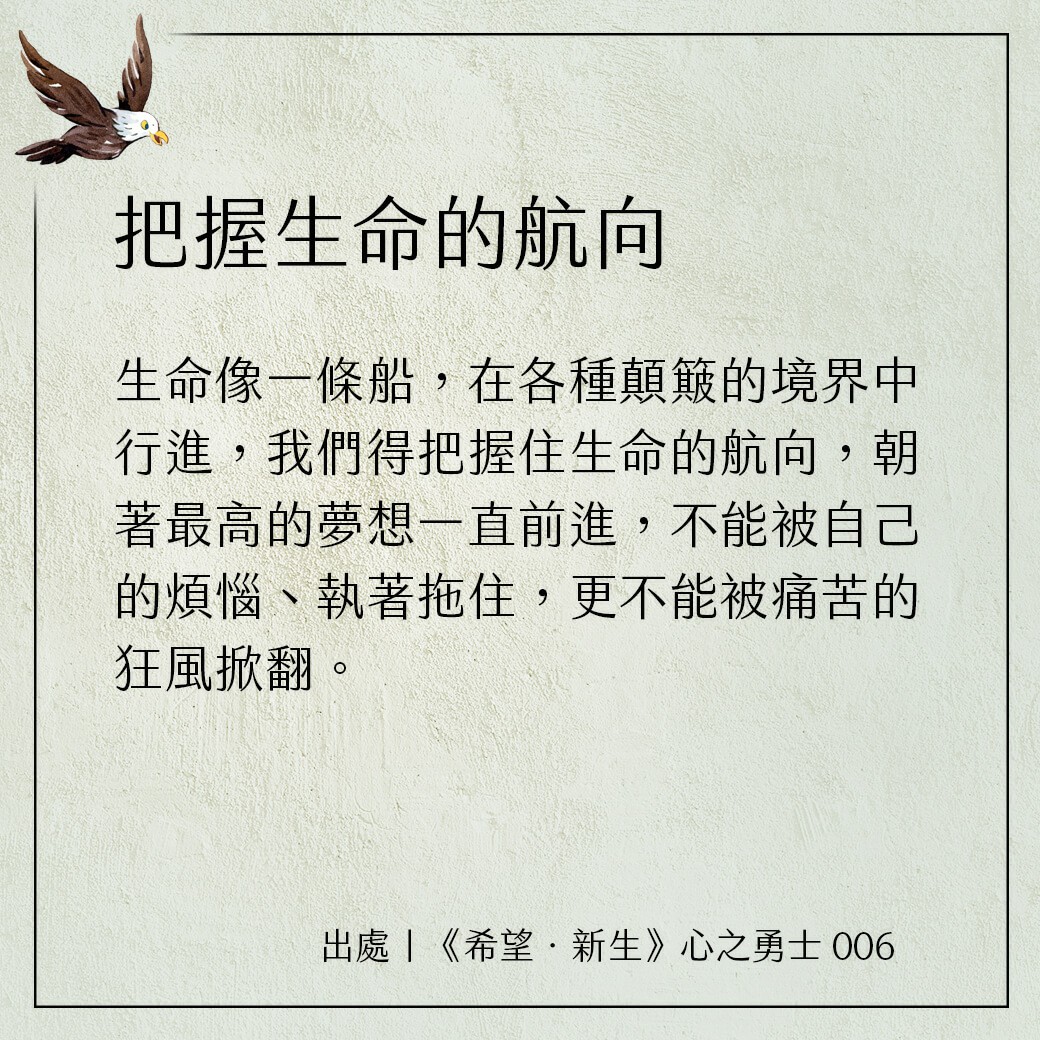 把握生命的航向
生命像一條船，在各種顛簸的境界中
行進，我們得把握住生命的航向，朝
著最高的夢想一直前進，不能被自己
的煩惱、執著拖住，更不能被痛苦的
狂風掀翻。
出處｜《希望．新生》心之勇士 006